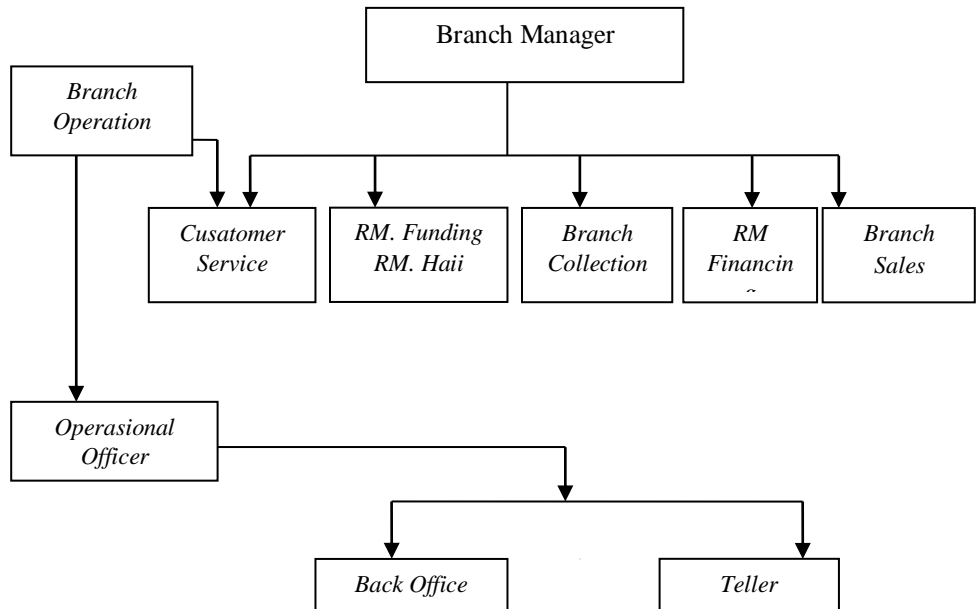 Branch Manager
Branch
Operation
Cusatomer
Service
RM. Funding
RM. Haii
Branch
Collection
RM
Financin
Branch
Sales
Operasional
Officer
Back Office
Teller